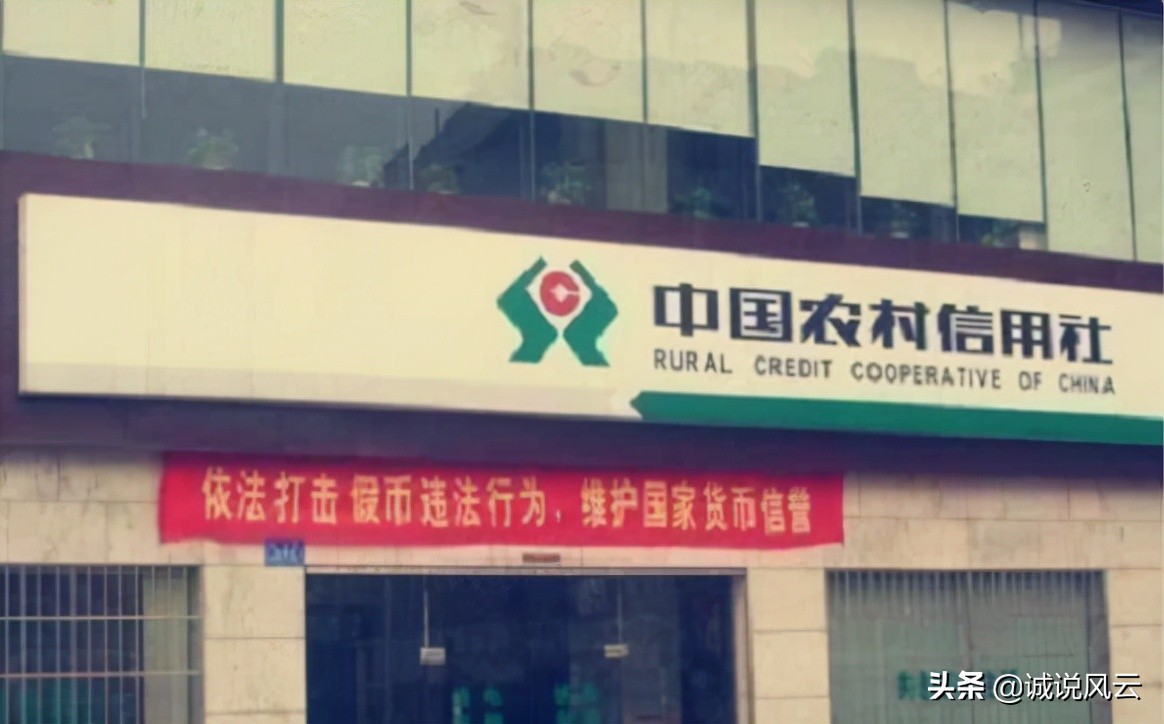 中国农村信用社
RURAL CREDIT COOPERATIVE OF CHINA
依法打击假币违法行为，维护国家货币信誉
头条 @诚说风云